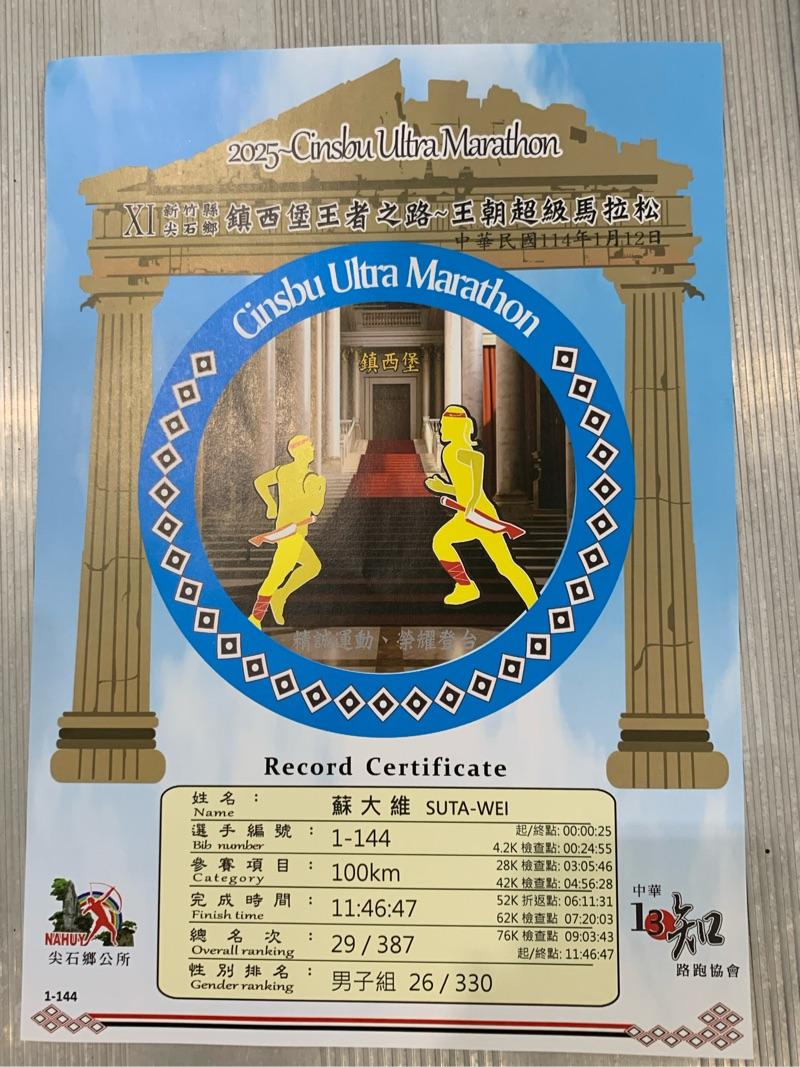 2025~Cinsbu Ultra Marathon
XI 新竹縣尖石鄉 鎮西堡王者之路~王朝超級馬拉松
中華民國114年1月12日
Cinsbu Ultra Marathon
鎮西堡
精誠運動、榮耀登台
Record Certificate
姓名: 蘇大維 SUTA-WEI
Name
選手編號: 1-144
Bib number
參賽項目: 100km
Category
完成時間: 11:46:47
Finish time
總名次: 29 / 387
Overall ranking
性別排名: 男子組 26 / 330
Gender ranking
起/終點: 00:00:25
4.2K 檢查點: 00:24:55
28K 檢查點: 03:05:46
42K 檢查點: 04:56:28
52K 折返點: 06:11:31
62K 檢查點 07:20:03
76K 檢查點 09:03:43
起/終點: 11:46:47
NAHUY
尖石鄉公所
中華
13知
路跑協會
1-144